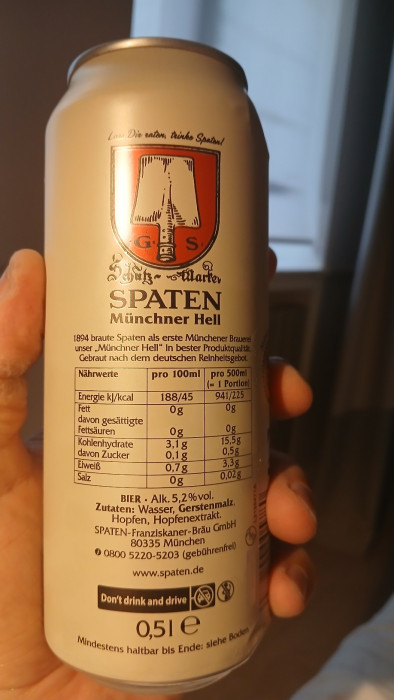 Lass Dir raten, trinke Spaten!
G. S.
Schutz-Marke
SPATEN
Münchner Hell
1894 braute Spaten als erste Münchener Brauerei
unser „Münchner Hell" in bester Produktqualität.
Gebraut nach dem deutschen Reinheitsgebot.
Nährwerte pro 100ml pro 500ml
(= 1 Portion)
Energie kJ/kcal 188/45 941/225
Fett 0g 0g
davon gesättigte
Fettsäuren 0g 0g
Kohlenhydrate 3,1g 15,5g
davon Zucker 0,1g 0,5g
Eiweiß 0,7g 3,3g
Salz 0g 0,02g
BIER · Alk. 5,2%vol.
Zutaten: Wasser, Gerstenmalz,
Hopfen, Hopfenextrakt.
SPATEN-Franziskaner-Bräu GmbH
80335 München
0800 5220-5203 (gebührenfrei)
www.spaten.de
Don't drink and drive
0,5l e
Mindestens haltbar bis Ende: siehe Boden